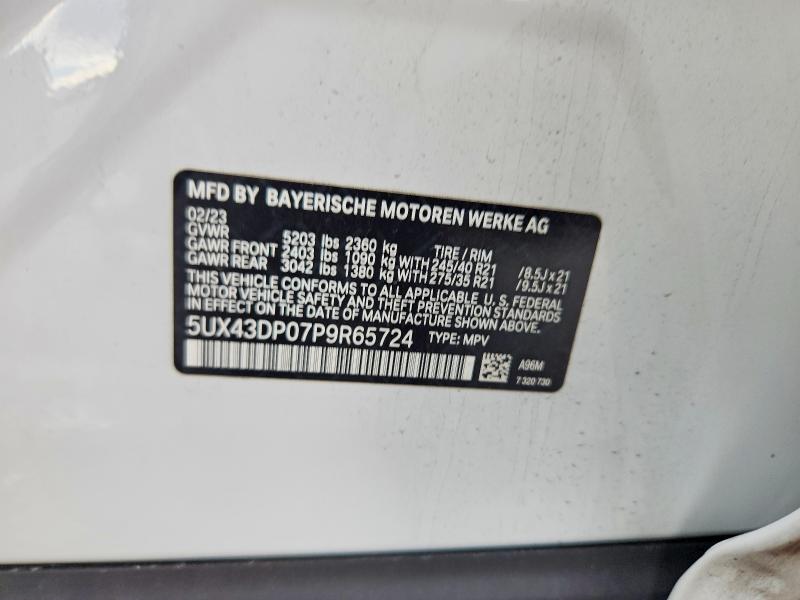 MFD BY BAYERISCHE MOTOREN WERKE AG
02/23
GVWR 5203 lbs 2360 kg TIRE / RIM
GAWR FRONT 2403 lbs 1090 kg WITH 245/40 R21 /8.5J x 21
GAWR REAR 3042 lbs 1380 kg WITH 275/35 R21 /9.5J x 21
THIS VEHICLE CONFORMS TO ALL APPLICABLE U. S. FEDERAL
MOTOR VEHICLE SAFETY AND THEFT PREVENTION STANDARDS
IN EFFECT ON THE DATE OF MANUFACTURE SHOWN ABOVE.
5UX43DP07P9R65724 TYPE: MPV
A96M
7 320 730